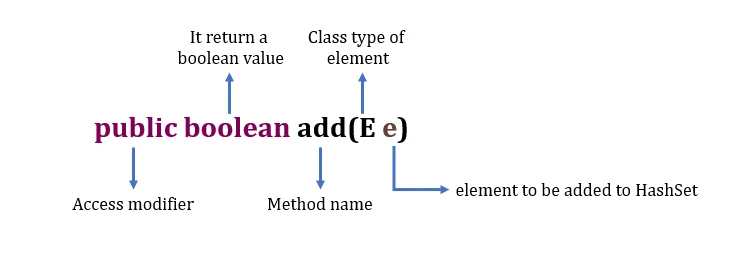 It return a
boolean value
Class type of
element
public boolean add(E e)
Access modifier
Method name
element to be added to HashSet